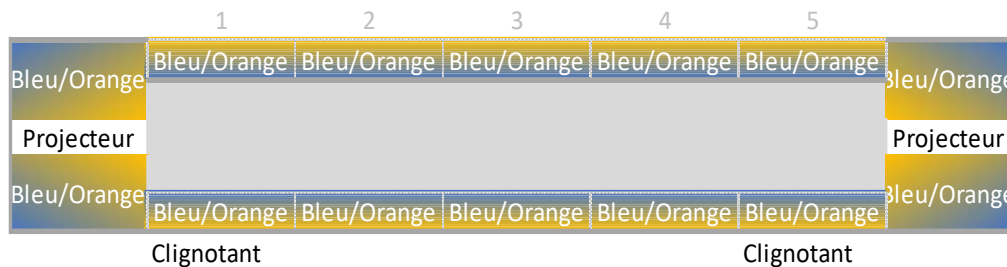 1 2 3 4 5
Bleu/Orange Bleu/Orange Bleu/Orange Bleu/Orange Bleu/Orange
Bleu/Orange Bleu/Orange
Projecteur Projecteur
Bleu/Orange Bleu/Orange
Bleu/Orange Bleu/Orange Bleu/Orange Bleu/Orange Bleu/Orange
Clignotant Clignotant